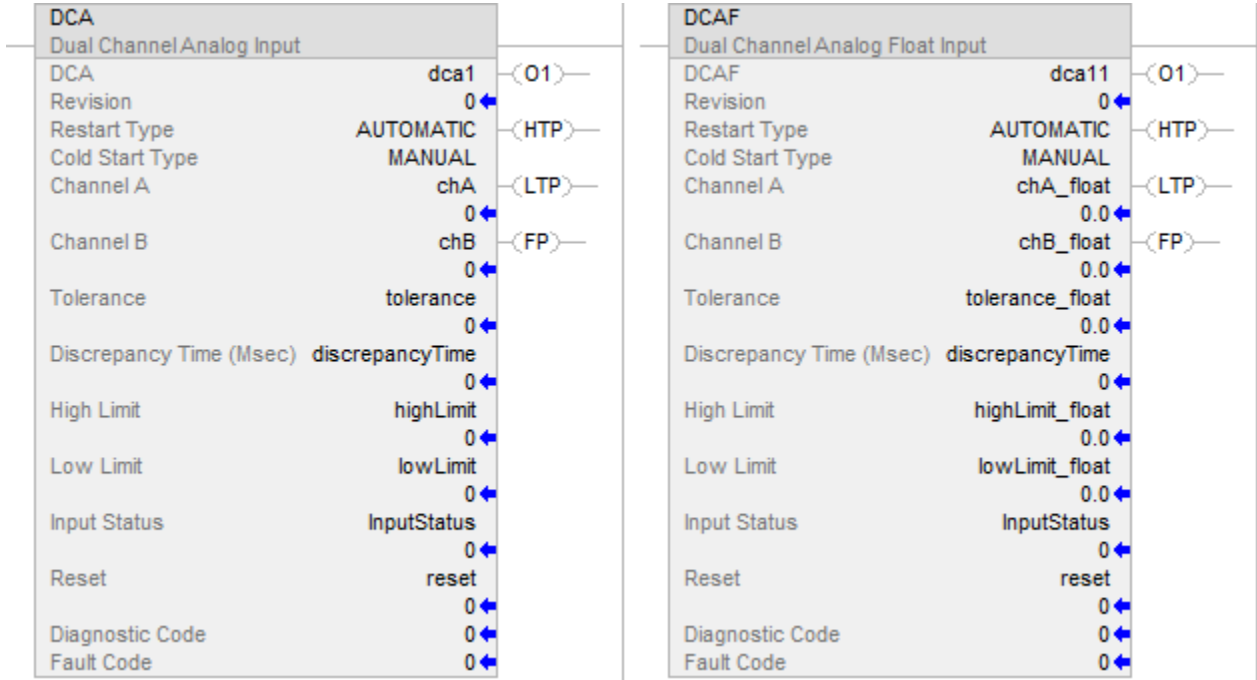 DCA
Dual Channel Analog Input
DCA dca1 (O1)
Revision 0
Restart Type AUTOMATIC (HTP)
Cold Start Type MANUAL
Channel A chA (LTP)
0
Channel B chB (FP)
0
Tolerance tolerance
0
Discrepancy Time (Msec) discrepancyTime
0
High Limit highLimit
0
Low Limit lowLimit
0
Input Status InputStatus
0
Reset reset
0
Diagnostic Code 0
Fault Code 0
DCAF
Dual Channel Analog Float Input
DCAF dca11 (O1)
Revision 0
Restart Type AUTOMATIC (HTP)
Cold Start Type MANUAL
Channel A chA_float (LTP)
0.0
Channel B chB_float (FP)
0.0
Tolerance tolerance_float
0.0
Discrepancy Time (Msec) discrepancyTime
0
High Limit highLimit_float
0.0
Low Limit lowLimit_float
0.0
Input Status InputStatus
0
Reset reset
0
Diagnostic Code 0
Fault Code 0